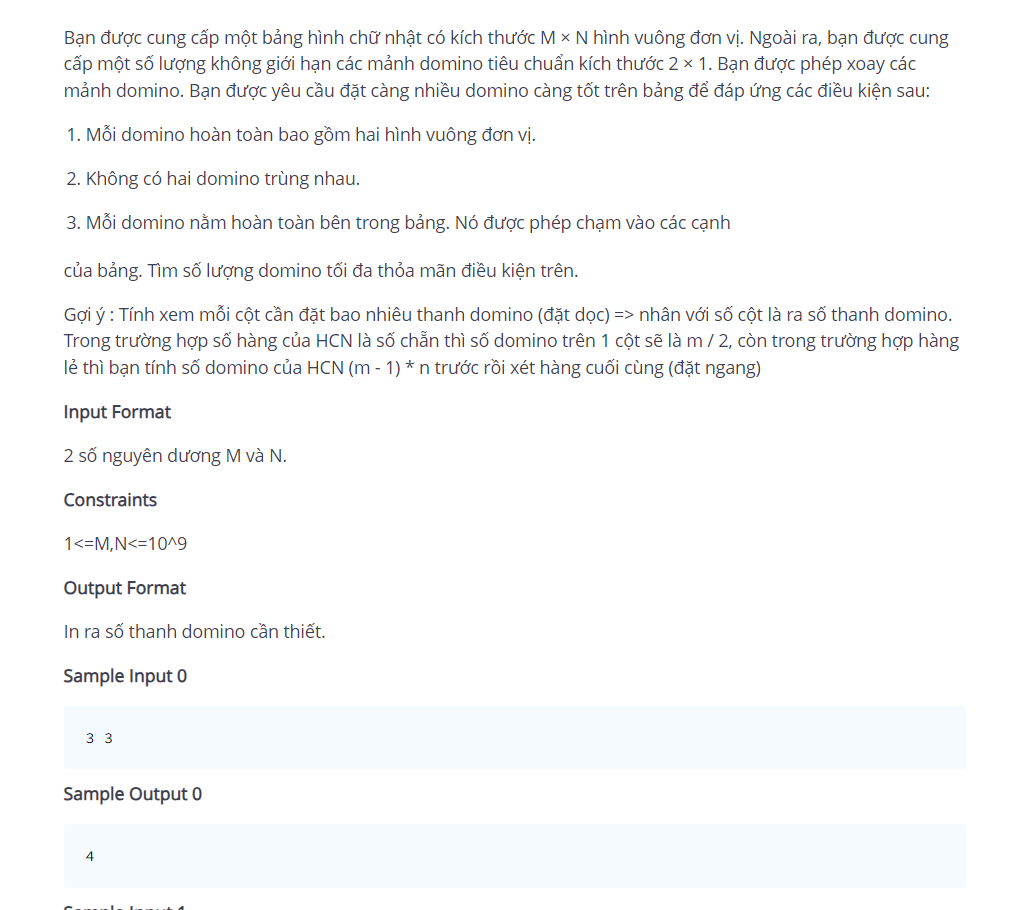 Bạn được cung cấp một bảng hình chữ nhật có kích thước M × N hình vuông đơn vị. Ngoài ra, bạn được cung
cấp một số lượng không giới hạn các mảnh domino tiêu chuẩn kích thước 2 × 1. Bạn được phép xoay các
mảnh domino. Bạn được yêu cầu đặt càng nhiều domino càng tốt trên bảng để đáp ứng các điều kiện sau:
1. Mỗi domino hoàn toàn bao gồm hai hình vuông đơn vị.
2. Không có hai domino trùng nhau.
3. Mỗi domino nằm hoàn toàn bên trong bảng. Nó được phép chạm vào các cạnh
của bảng. Tìm số lượng domino tối đa thỏa mãn điều kiện trên.
Gợi ý : Tính xem mỗi cột cần đặt bao nhiêu thanh domino (đặt dọc) => nhân với số cột là ra số thanh domino.
Trong trường hợp số hàng của HCN là số chẵn thì số domino trên 1 cột sẽ là m / 2, còn trong trường hợp hàng
lẻ thì bạn tính số domino của HCN (m - 1) * n trước rồi xét hàng cuối cùng (đặt ngang)
Input Format
2 số nguyên dương M và N.
Constraints
1<=M,N<=10^9
Output Format
In ra số thanh domino cần thiết.
Sample Input 0
3 3
Sample Output 0
4
Sample Input 1